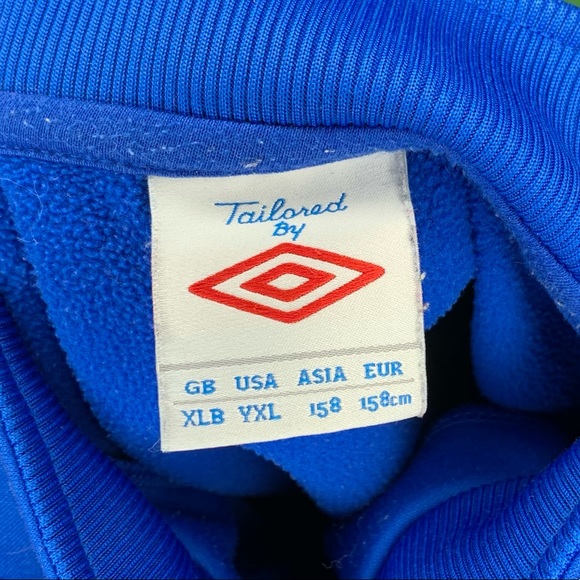 Tailored
By
GB USA ASIA EUR
XLB YXL 158 158cm